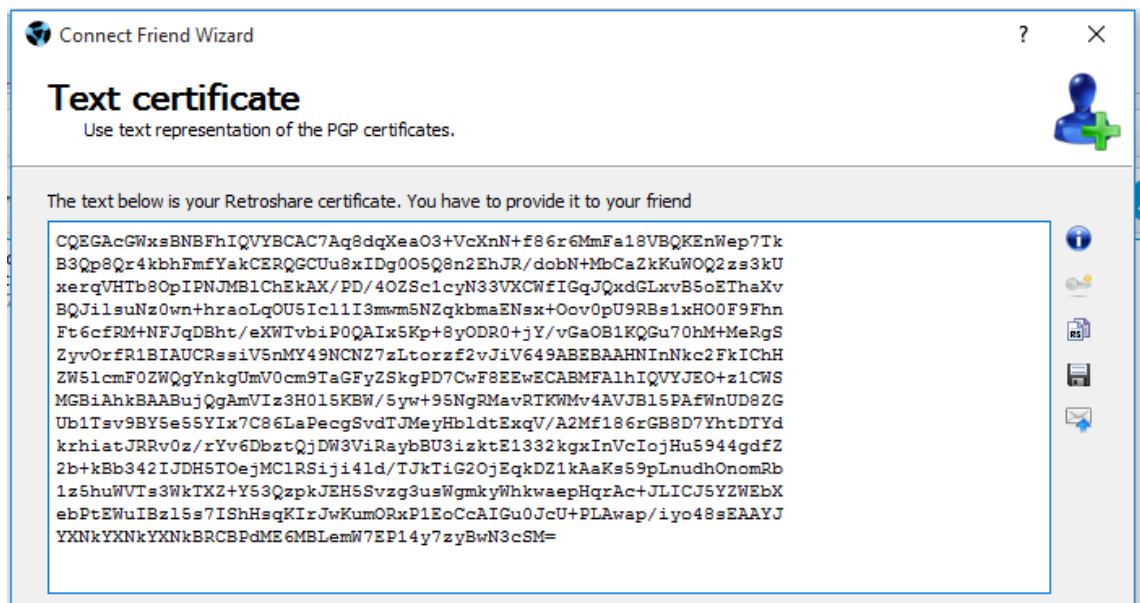 Connect Friend Wizard
?
Text certificate
Use text representation of the PGP certificates.
The text below is your Retroshare certificate. You have to provide it to your friend
CQEGAcGWxsBNBFhIQVYBCAC7Aq8dqXeaO3+VcXnN+f86r6MmFa18VBQKEnWep7Tk
B3Qp8Qr4kbhFmfYakCERQGCUu8xIDg0O5Q8n2EhJR/dobN+MbCaZkKuWOQ2zs3kU
xerqVHTb8OpIPNJMBlChEkAX/PD/4OZSc1cyN33VXCWfIGqJQxdGLxvB5oEThaXv
BQJilsuNz0wn+hraoLqOU5Icl1I3mwm5NZqkbmaENsx+Oov0pU9RBs1xHO0F9Fhn
Ft6cfRM+NFJqDBht/eXWTvbiP0QAIx5Kp+8yODR0+jY/vGaOB1KQGu70hM+MeRgS
ZyvOrfR1BIAUCRssiV5nMY49NCNZ7zLtorzf2vJiV649ABEBAAHNInNkc2FkIChH
ZW5lcmF0ZWQgYnkgUmV0cm9TaGFyZSkgPD7CwF8EEwECABMFAlhIQVYJEO+z1CWS
MGBiAhkBAABujQgAmVIz3H0l5KBW/5yw+95NgRMavRTKWMv4AVJBl5PAfWnUD8ZG
Ub1Tsv9BY5e55YIx7C86LaPecgSvdTJMeyHbldtExqV/A2Mf186rGB8D7YhtDTYd
krhiatJRRv0z/rYv6DbztQjDW3ViRaybBU3izktE1332kgxInVcIojHu5944gdfZ
2b+kBb342IJDH5TOejMClRSiji4ld/TJkTiG2OjEqkDZ1kAaKs59pLnudhOnomRb
1z5huWVTs3WkTXZ+Y53QzpkJEH5Svzg3usWgmkyWhkwaepHqrAc+JLICJ5YZWEbX
ebPtEWuIBzl5s7IShHsqKIrJwKumORxP1EoCcAIGu0JcU+PLAwap/iyo48sEAAYJ
YXNkYXNkYXNkBRCBPdME6MBLemW7EP14y7zyBwN3cSM=
RS